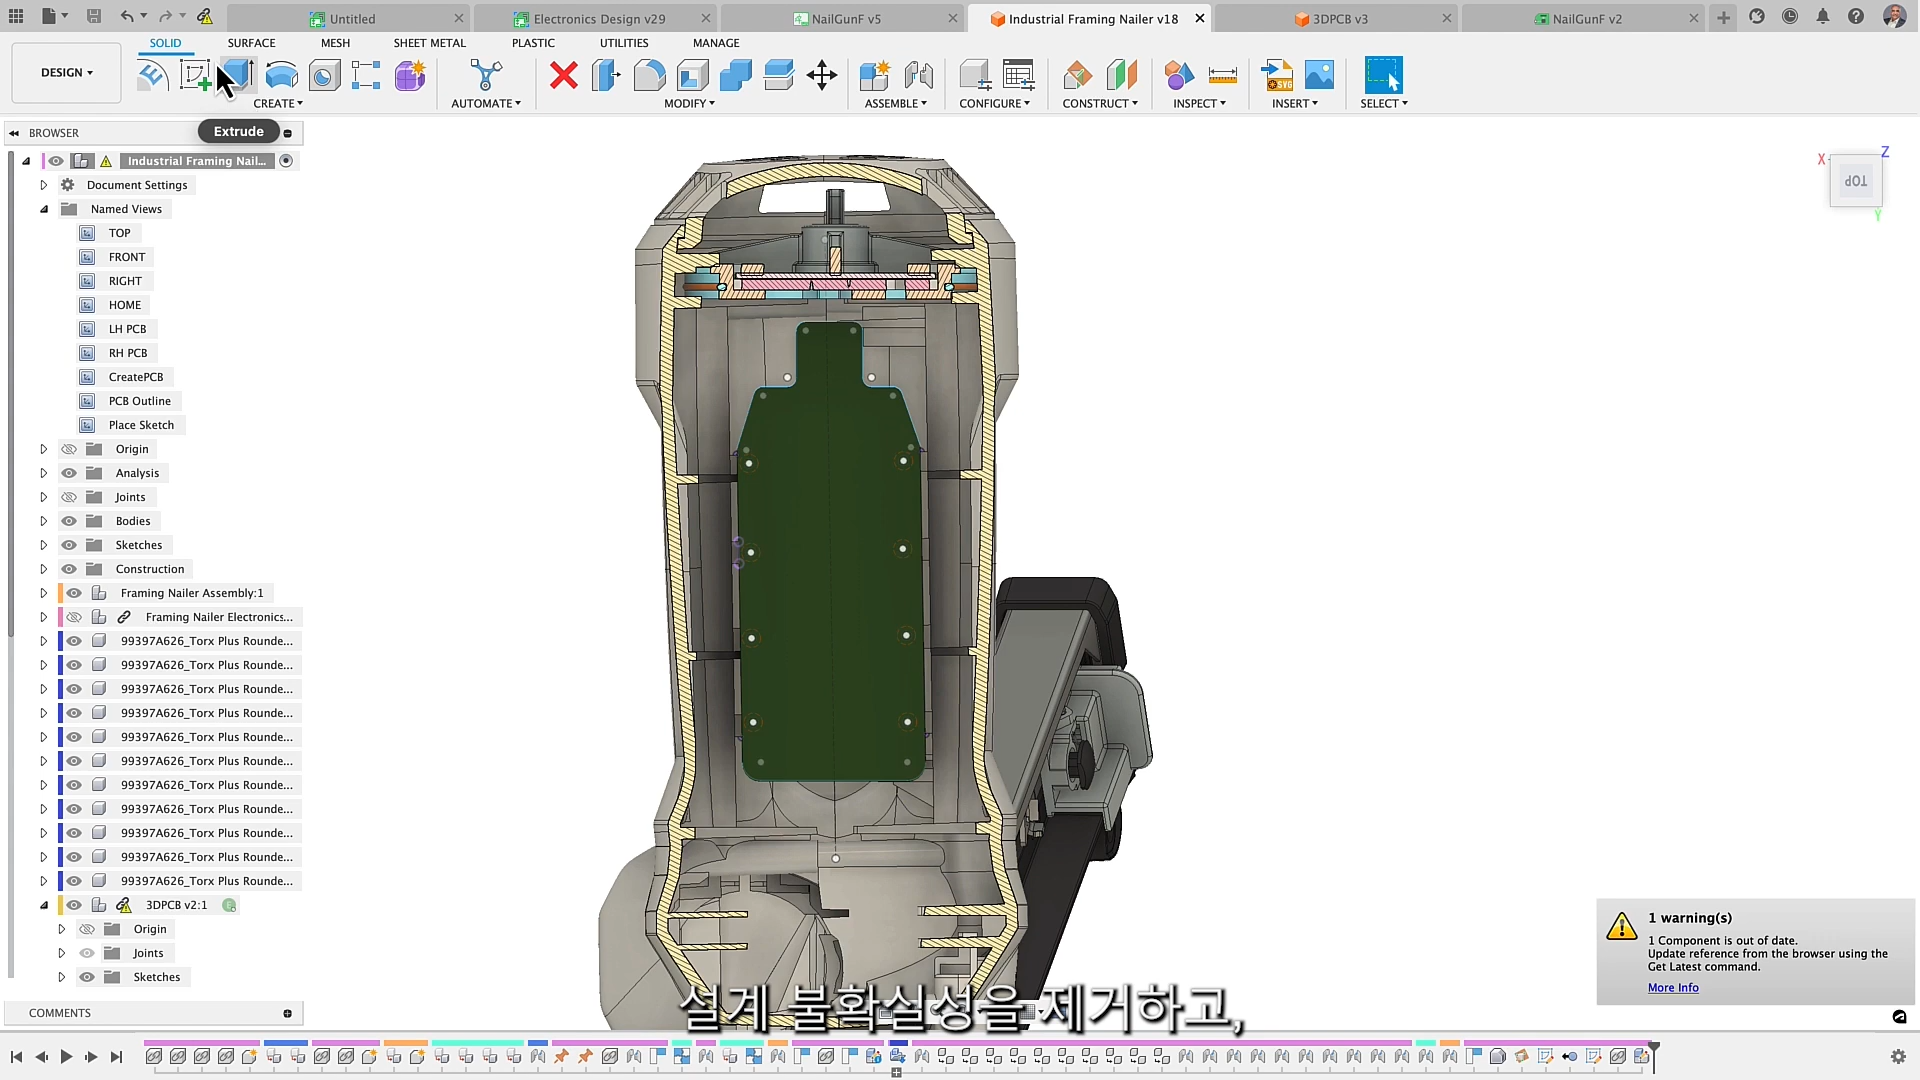 Untitled
Electronics Design v29
NailGunF v5
Industrial Framing Nailer v18
3DPCB v3
NailGunF v2
SOLID
SURFACE
MESH
SHEET METAL
PLASTIC
UTILITIES
MANAGE
DESIGN
CREATE
AUTOMATE
MODIFY
ASSEMBLE
CONFIGURE
CONSTRUCT
INSPECT
INSERT
SELECT
Extrude
BROWSER
Industrial Framing Nail...
Document Settings
Named Views
TOP
FRONT
RIGHT
HOME
LH PCB
RH PCB
CreatePCB
PCB Outline
Place Sketch
Origin
Analysis
Joints
Bodies
Sketches
Construction
Framing Nailer Assembly:1
Framing Nailer Electronics...
99397A626_Torx Plus Rounde...
99397A626_Torx Plus Rounde...
99397A626_Torx Plus Rounde...
99397A626_Torx Plus Rounde...
99397A626_Torx Plus Rounde...
99397A626_Torx Plus Rounde...
99397A626_Torx Plus Rounde...
99397A626_Torx Plus Rounde...
99397A626_Torx Plus Rounde...
99397A626_Torx Plus Rounde...
99397A626_Torx Plus Rounde...
3DPCB v2:1
Origin
Joints
Sketches
COMMENTS
X
Z
TOP
Y
1 warning(s)
1 Component is out of date.
Update reference from the browser using the
Get Latest command.
More Info
설계 불확실성을 제거하고,